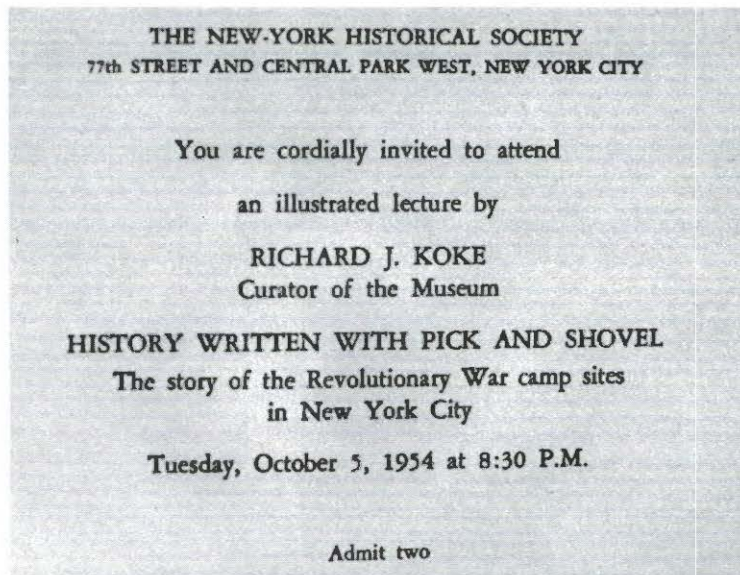 THE NEW-YORK HISTORICAL SOCIETY
77th STREET AND CENTRAL PARK WEST, NEW YORK CITY
You are cordially invited to attend
an illustrated lecture by
RICHARD J. KOKE
Curator of the Museum
HISTORY WRITTEN WITH PICK AND SHOVEL
The story of the Revolutionary War camp sites
in New York City
Tuesday, October 5, 1954 at 8:30 P.M.
Admit two